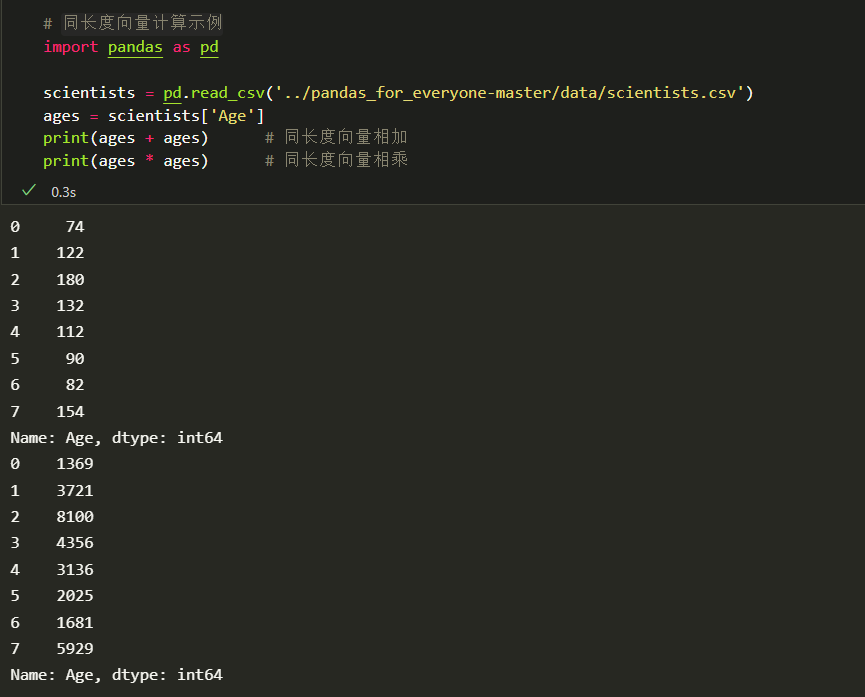 # 同长度向量计算示例
import pandas as pd
scientists = pd.read_csv('../pandas_for_everyone-master/data/scientists.csv')
ages = scientists['Age']
print(ages + ages)      # 同长度向量相加
print(ages * ages)      # 同长度向量相乘
✓ 0.3s
0     74
1    122
2    180
3    132
4    112
5     90
6     82
7    154
Name: Age, dtype: int64
0    1369
1    3721
2    8100
3    4356
4    3136
5    2025
6    1681
7    5929
Name: Age, dtype: int64